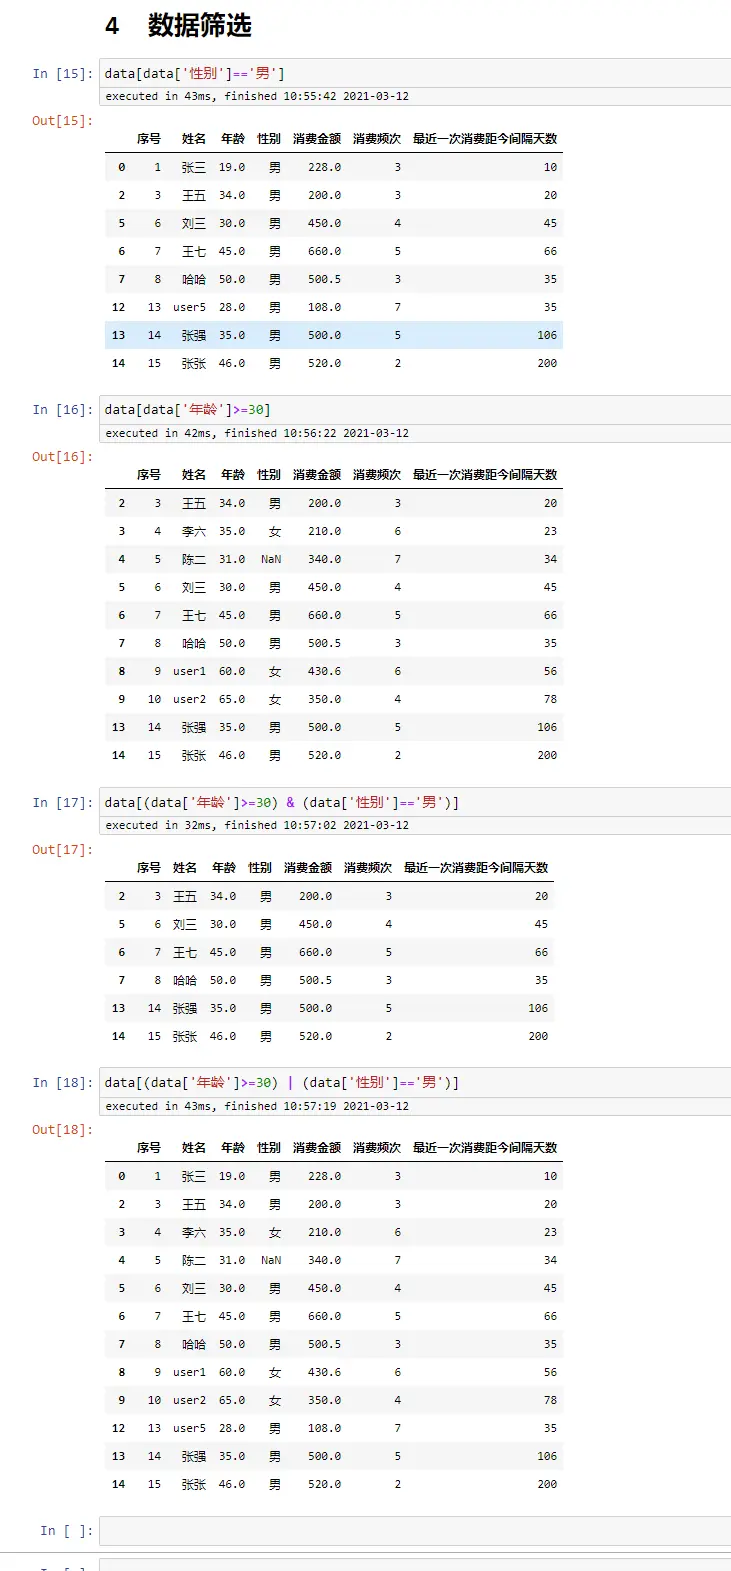 4 数据筛选
In [15]: data[data['性别']=='男']
executed in 43ms, finished 10:55:42 2021-03-12
Out[15]:
序号 姓名 年龄 性别 消费金额 消费频次 最近一次消费距今间隔天数
0 1 张三 19.0 男 228.0 3 10
2 3 王五 34.0 男 200.0 3 20
5 6 刘三 30.0 男 450.0 4 45
6 7 王七 45.0 男 660.0 5 66
7 8 哈哈 50.0 男 500.5 3 35
12 13 user5 28.0 男 108.0 7 35
13 14 张强 35.0 男 500.0 5 106
14 15 张张 46.0 男 520.0 2 200
In [16]: data[data['年龄']>=30]
executed in 42ms, finished 10:56:22 2021-03-12
Out[16]:
序号 姓名 年龄 性别 消费金额 消费频次 最近一次消费距今间隔天数
2 3 王五 34.0 男 200.0 3 20
3 4 李六 35.0 女 210.0 6 23
4 5 陈二 31.0 NaN 340.0 7 34
5 6 刘三 30.0 男 450.0 4 45
6 7 王七 45.0 男 660.0 5 66
7 8 哈哈 50.0 男 500.5 3 35
8 9 user1 60.0 女 430.6 6 56
9 10 user2 65.0 女 350.0 4 78
13 14 张强 35.0 男 500.0 5 106
14 15 张张 46.0 男 520.0 2 200
In [17]: data[(data['年龄']>=30) & (data['性别']=='男')]
executed in 32ms, finished 10:57:02 2021-03-12
Out[17]:
序号 姓名 年龄 性别 消费金额 消费频次 最近一次消费距今间隔天数
2 3 王五 34.0 男 200.0 3 20
5 6 刘三 30.0 男 450.0 4 45
6 7 王七 45.0 男 660.0 5 66
7 8 哈哈 50.0 男 500.5 3 35
13 14 张强 35.0 男 500.0 5 106
14 15 张张 46.0 男 520.0 2 200
In [18]: data[(data['年龄']>=30) | (data['性别']=='男')]
executed in 43ms, finished 10:57:19 2021-03-12
Out[18]:
序号 姓名 年龄 性别 消费金额 消费频次 最近一次消费距今间隔天数
0 1 张三 19.0 男 228.0 3 10
2 3 王五 34.0 男 200.0 3 20
3 4 李六 35.0 女 210.0 6 23
4 5 陈二 31.0 NaN 340.0 7 34
5 6 刘三 30.0 男 450.0 4 45
6 7 王七 45.0 男 660.0 5 66
7 8 哈哈 50.0 男 500.5 3 35
8 9 user1 60.0 女 430.6 6 56
9 10 user2 65.0 女 350.0 4 78
12 13 user5 28.0 男 108.0 7 35
13 14 张强 35.0 男 500.0 5 106
14 15 张张 46.0 男 520.0 2 200
In [ ]: